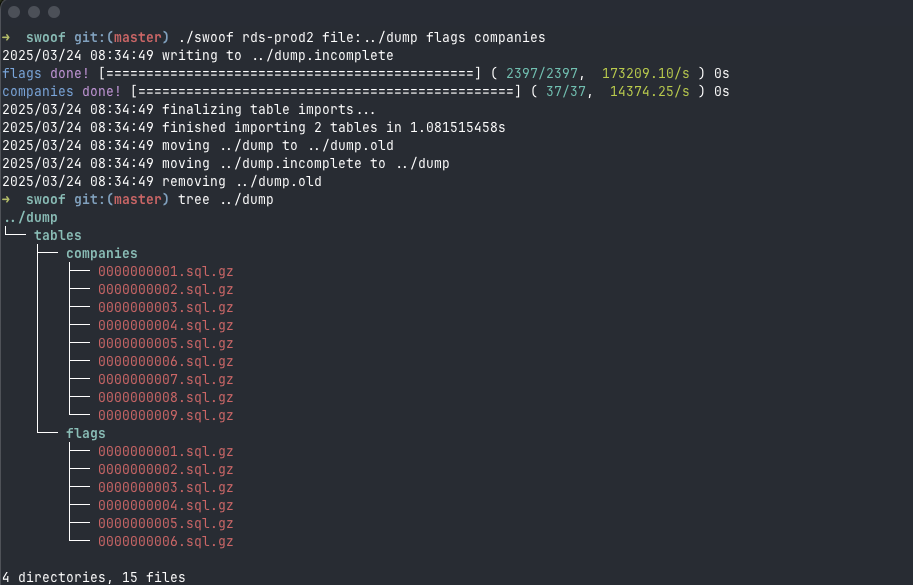 → swoof git:(master) ./swoof rds-prod2 file:../dump flags companies
2025/03/24 08:34:49 writing to ../dump.incomplete
flags done! [==============================================] ( 2397/2397,  173209.10/s ) 0s
companies done! [===============================================] ( 37/37,  14374.25/s ) 0s
2025/03/24 08:34:49 finalizing table imports...
2025/03/24 08:34:49 finished importing 2 tables in 1.081515458s
2025/03/24 08:34:49 moving ../dump to ../dump.old
2025/03/24 08:34:49 moving ../dump.incomplete to ../dump
2025/03/24 08:34:49 removing ../dump.old
→ swoof git:(master) tree ../dump
../dump
└── tables
    ├── companies
    │   ├── 0000000001.sql.gz
    │   ├── 0000000002.sql.gz
    │   ├── 0000000003.sql.gz
    │   ├── 0000000004.sql.gz
    │   ├── 0000000005.sql.gz
    │   ├── 0000000006.sql.gz
    │   ├── 0000000007.sql.gz
    │   ├── 0000000008.sql.gz
    │   └── 0000000009.sql.gz
    └── flags
        ├── 0000000001.sql.gz
        ├── 0000000002.sql.gz
        ├── 0000000003.sql.gz
        ├── 0000000004.sql.gz
        ├── 0000000005.sql.gz
        └── 0000000006.sql.gz
4 directories, 15 files